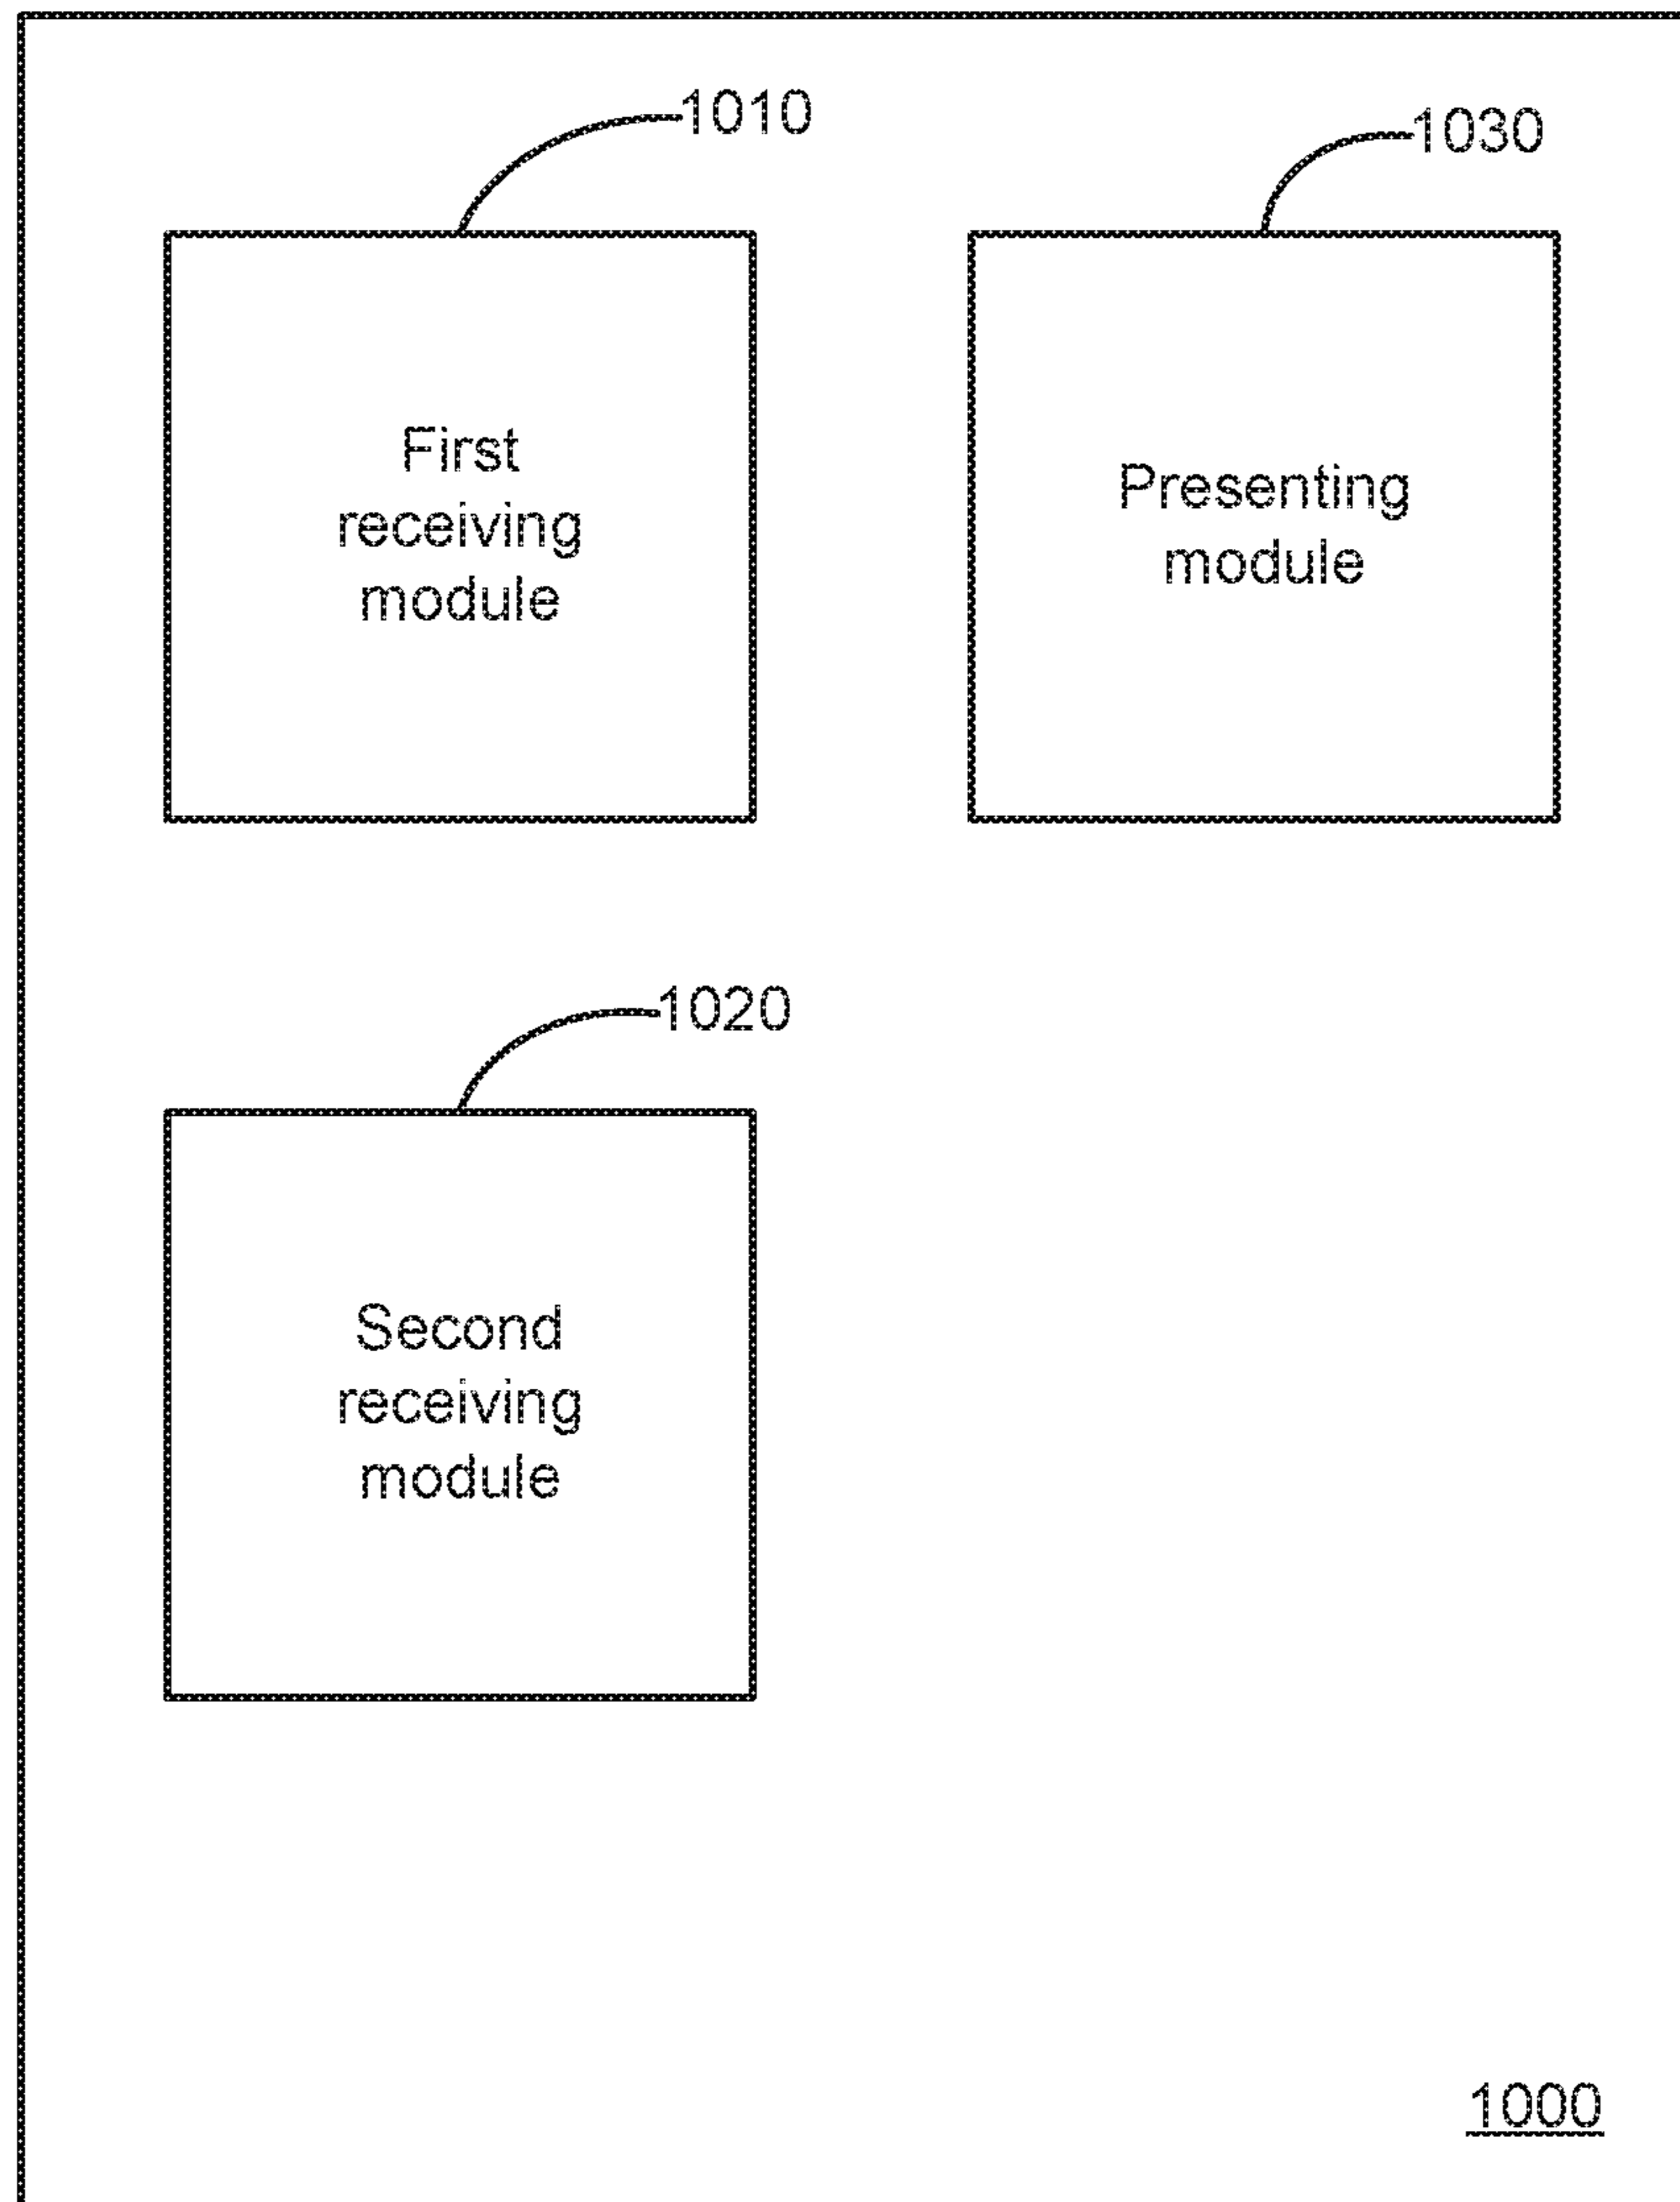 1010
1030
First
receiving
module
Presenting
module
1020
Second
receiving
module
1000